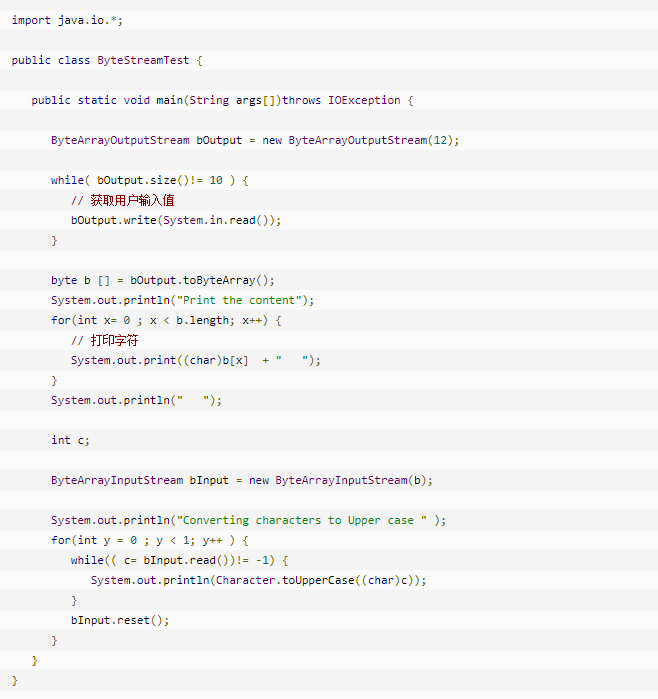 import java.io.*;
public class ByteStreamTest {
public static void main(String args[])throws IOException {
ByteArrayOutputStream bOutput = new ByteArrayOutputStream(12);
while( bOutput.size()!= 10 ) {
// 获取用户输入值
bOutput.write(System.in.read());
}
byte b [] = bOutput.toByteArray();
System.out.println("Print the content");
for(int x= 0 ; x < b.length; x++) {
// 打印字符
System.out.print((char)b[x]  + "   ");
}
System.out.println("   ");
int c;
ByteArrayInputStream bInput = new ByteArrayInputStream(b);
System.out.println("Converting characters to Upper case " );
for(int y = 0 ; y < 1; y++ ) {
while(( c= bInput.read())!= -1) {
System.out.println(Character.toUpperCase((char)c));
}
bInput.reset();
}
}
}